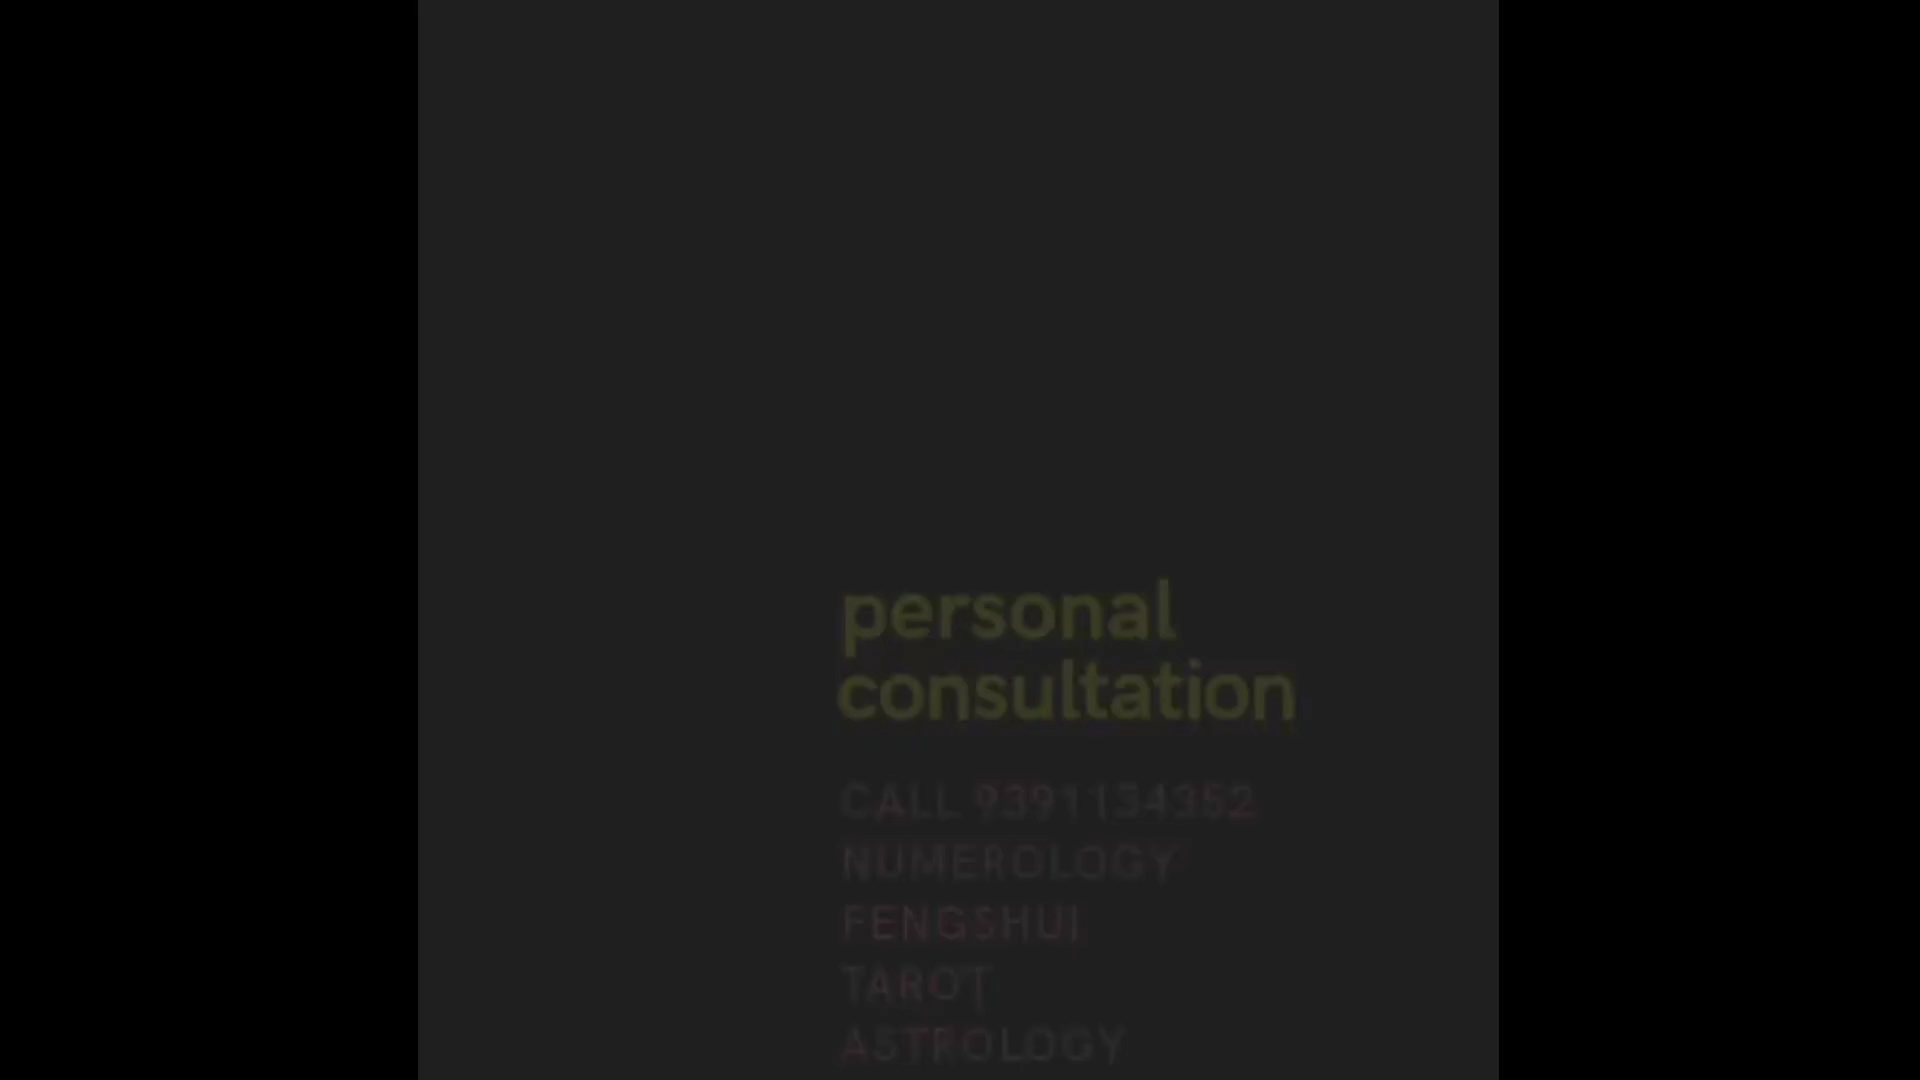 personal
consultation
CALL 9391134352
NUMEROLOGY
FENGSHUI
TAROT
ASTROLOGY